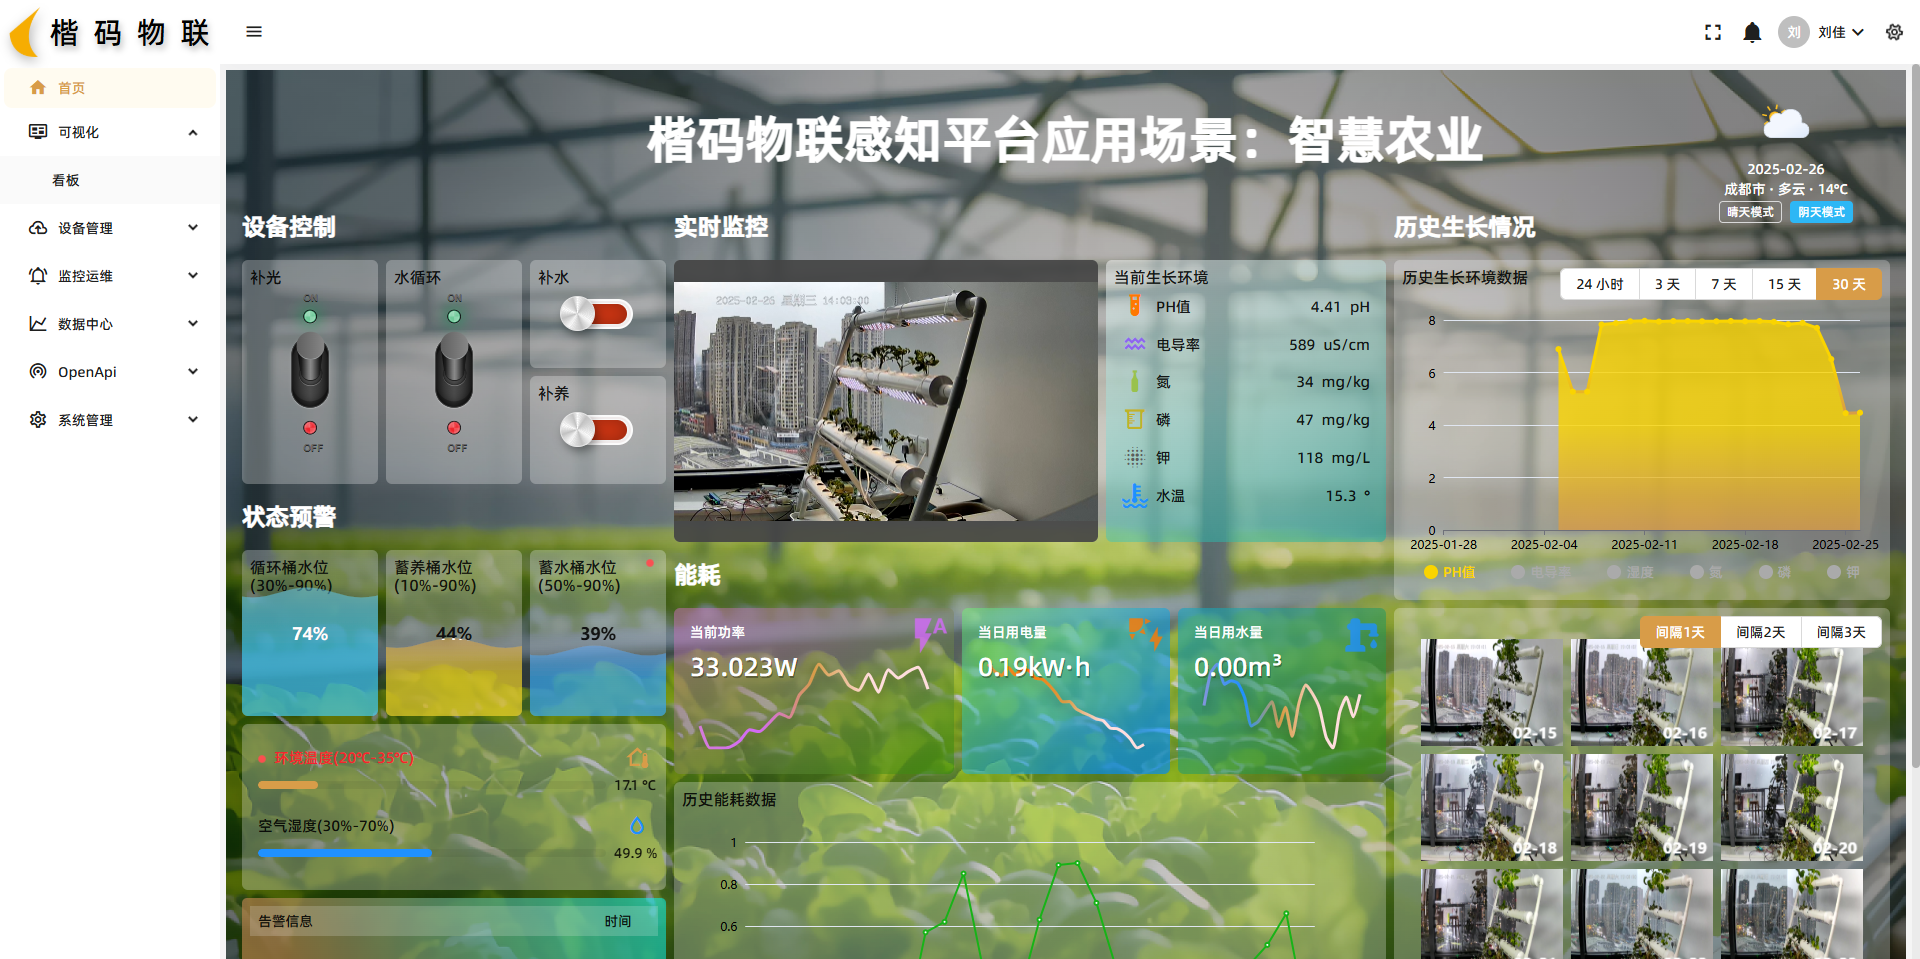 楷码物联
刘
刘佳
首页
可视化
看板
设备管理
监控运维
数据中心
OpenApi
系统管理
楷码物联感知平台应用场景：智慧农业
2025-02-26
成都市 · 多云 · 14°C
晴天模式
阴天模式
设备控制
补光
ON
OFF
水循环
ON
OFF
补水
补养
状态预警
循环桶水位
(30%-90%)
74%
蓄养桶水位
(10%-90%)
44%
蓄水桶水位
(50%-90%)
39%
环境温度(20℃-35℃)
17.1 ℃
空气湿度(30%-70%)
49.9 %
告警信息
时间
实时监控
2025-02-26 星期三 14:03:00
当前生长环境
PH值 4.41 pH
电导率 589 uS/cm
氮 34 mg/kg
磷 47 mg/kg
钾 118 mg/L
水温 15.3 °
能耗
当前功率
33.023W
A
当日用电量
0.19kW·h
当日用水量
0.00m³
历史能耗数据
1
0.8
0.6
历史生长情况
历史生长环境数据
24 小时
3 天
7 天
15 天
30 天
8
6
4
2
0
2025-01-28
2025-02-04
2025-02-11
2025-02-18
2025-02-25
PH值
电导率
湿度
氮
磷
钾
间隔1天
间隔2天
间隔3天
02-15
02-16
02-17
02-18
02-19
02-20